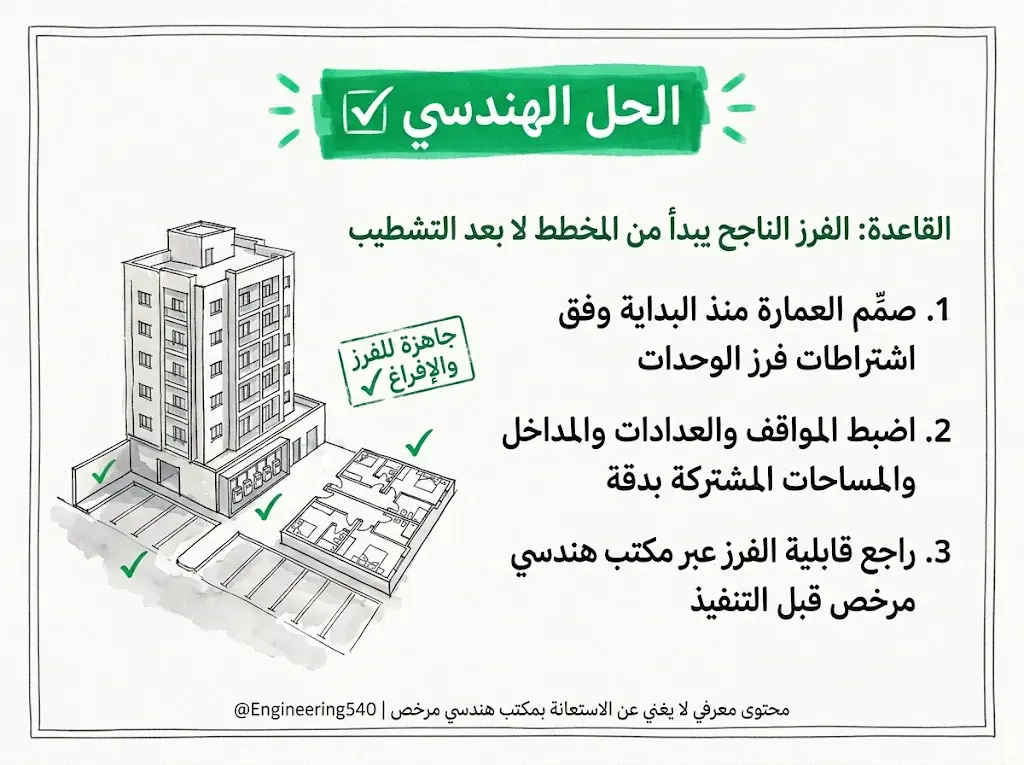 الحل الهندسي
القاعدة: الفرز الناجح يبدأ من المخطط لا بعد التشطيب
1. صمِّم العمارة منذ البداية وفق
اشتراطات فرز الوحدات
جاهزة للفرز
والإفراغ
2. اضبط المواقف والعدادات والمداخل
والمساحات المشتركة بدقة
3. راجع قابلية الفرز عبر مكتب هندسي
مرخص قبل التنفيذ
محتوى معرفي لا يغني عن الاستعانة بمكتب هندسي مرخص | @Engineering540